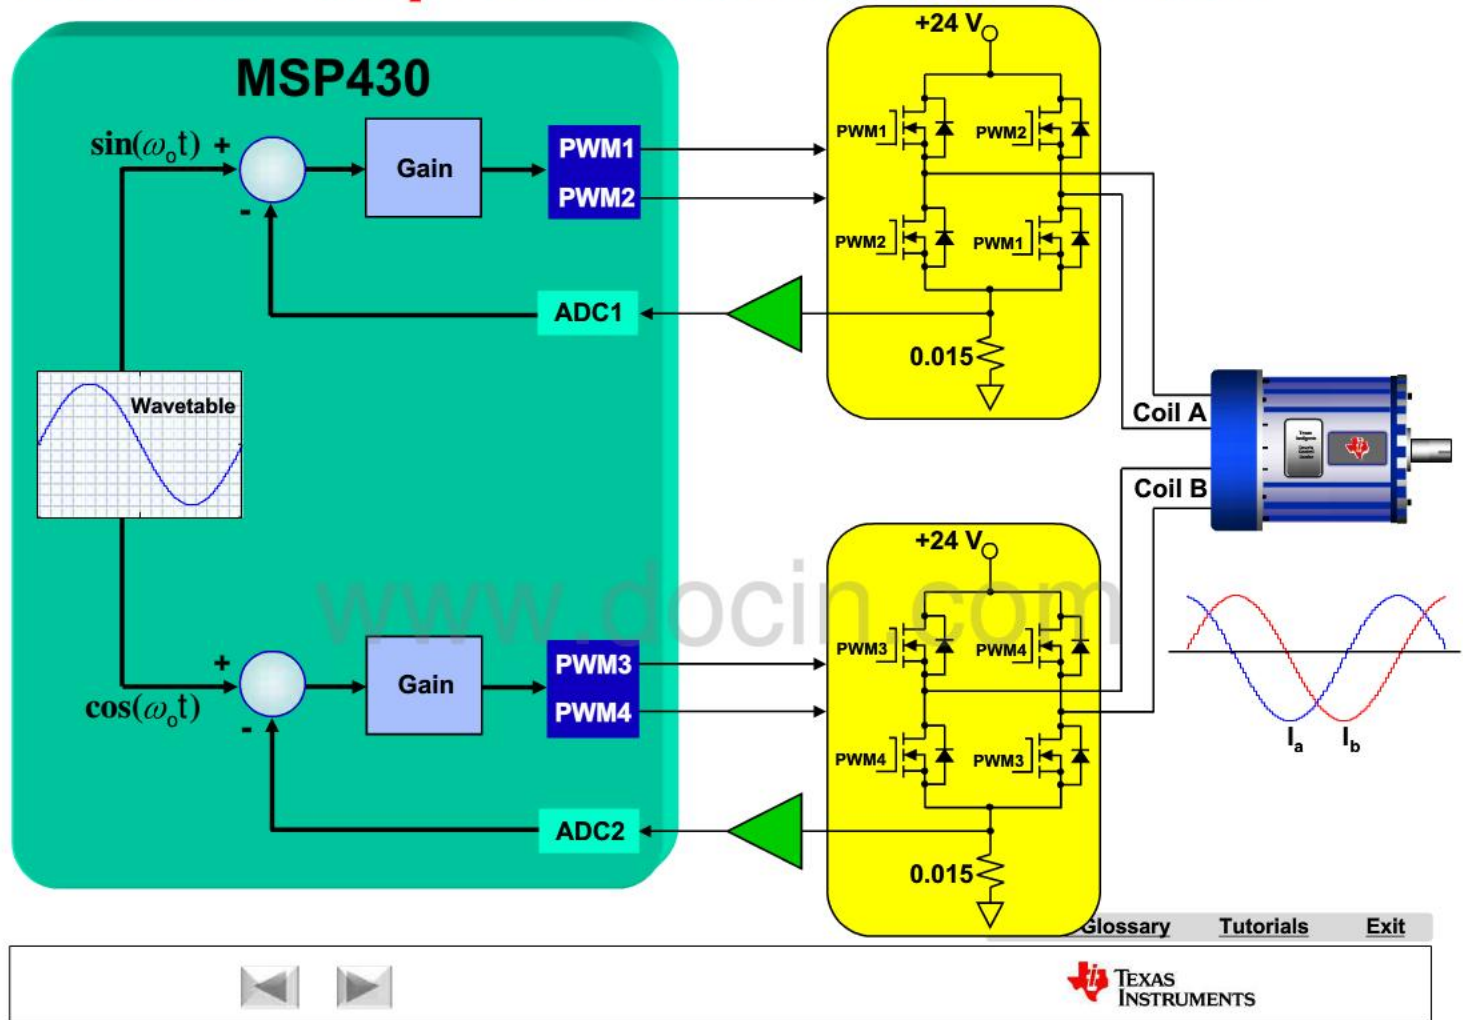 MSP430
sin(ωₒt)
+
-
Gain
PWM1
PWM2
ADC1
Wavetable
cos(ωₒt)
+
-
Gain
PWM3
PWM4
ADC2
+24 V
PWM1
PWM2
PWM2
PWM1
0.015
Coil A
Coil B
+24 V
PWM3
PWM4
PWM4
PWM3
0.015
Iₐ
I_b
www.docin.com
Glossary
Tutorials
Exit
TEXAS
INSTRUMENTS